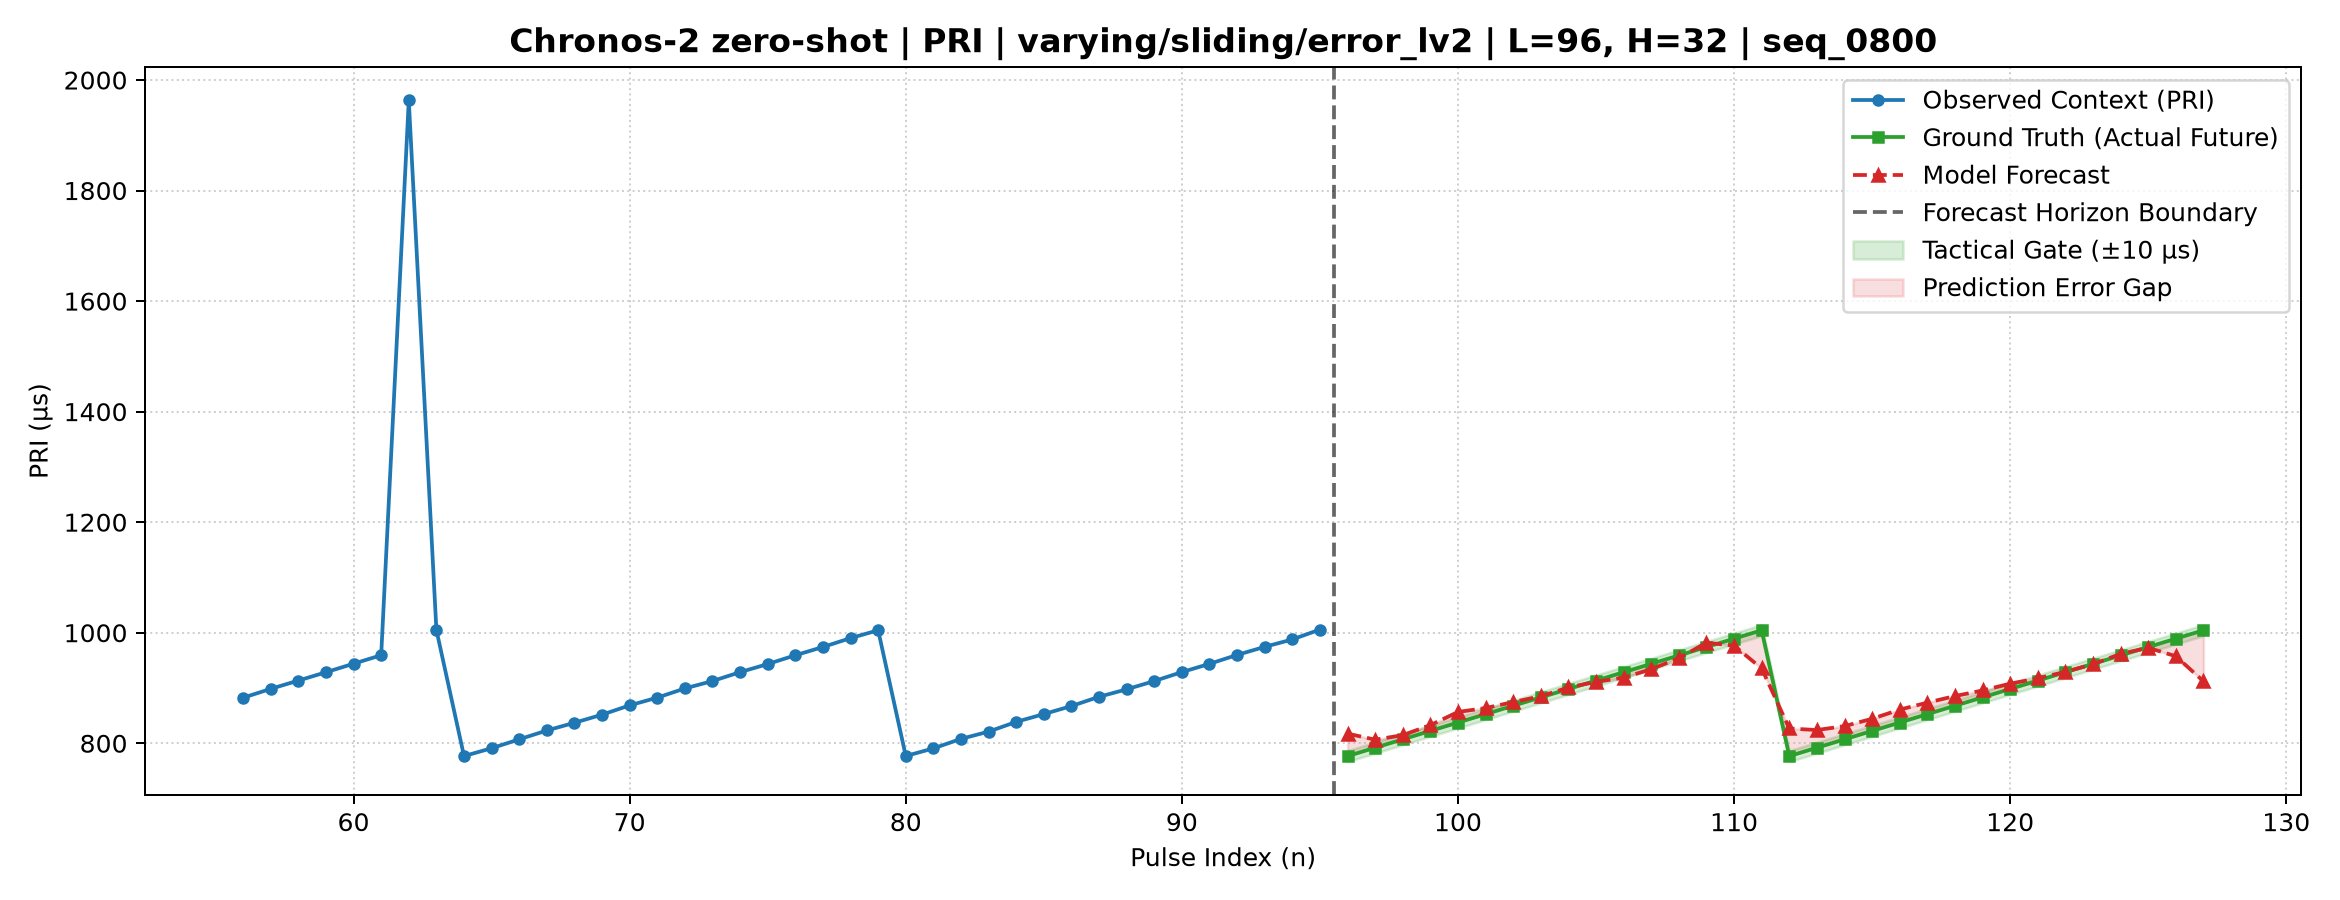 Chronos-2 zero-shot | PRI | varying/sliding/error_lv2 | L=96, H=32 | seq_0800
2000
1800
1600
1400
1200
1000
800
PRI (µs)
Observed Context (PRI)
Ground Truth (Actual Future)
Model Forecast
Forecast Horizon Boundary
Tactical Gate (±10 µs)
Prediction Error Gap
60 70 80 90 100 110 120 130
Pulse Index (n)